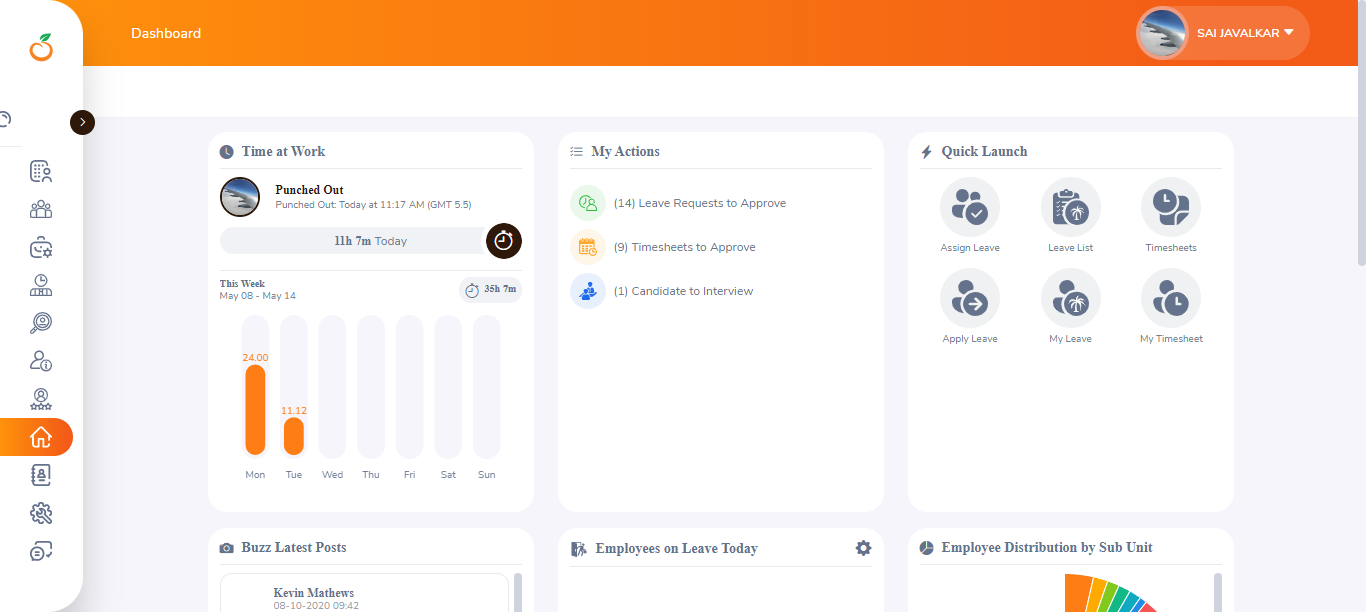 Dashboard
SAI JAVALKAR
Time at Work
Punched Out
Punched Out: Today at 11:17 AM (GMT 5.5)
11h 7m Today
This Week
May 08 - May 14
35h 7m
24.00
11.12
Mon Tue Wed Thu Fri Sat Sun
My Actions
(14) Leave Requests to Approve
(9) Timesheets to Approve
(1) Candidate to Interview
Quick Launch
Assign Leave Leave List Timesheets
Apply Leave My Leave My Timesheet
Buzz Latest Posts
Kevin Mathews
08-10-2020 09:42
Employees on Leave Today
Employee Distribution by Sub Unit